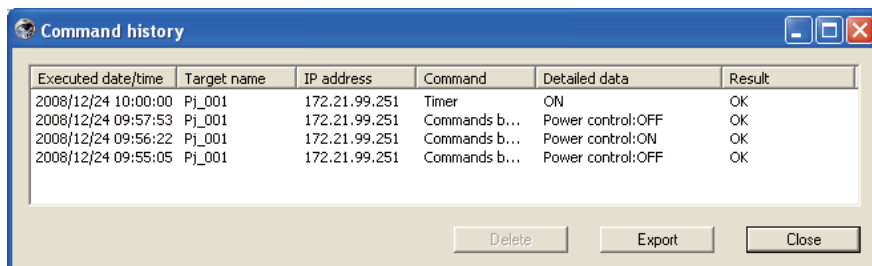 Command history
Executed date/time Target name IP address Command Detailed data Result
2008/12/24 10:00:00 Pj_001 172.21.99.251 Timer ON OK
2008/12/24 09:57:53 Pj_001 172.21.99.251 Commands b... Power control:OFF OK
2008/12/24 09:56:22 Pj_001 172.21.99.251 Commands b... Power control:ON OK
2008/12/24 09:55:05 Pj_001 172.21.99.251 Commands b... Power control:OFF OK
Delete Export Close